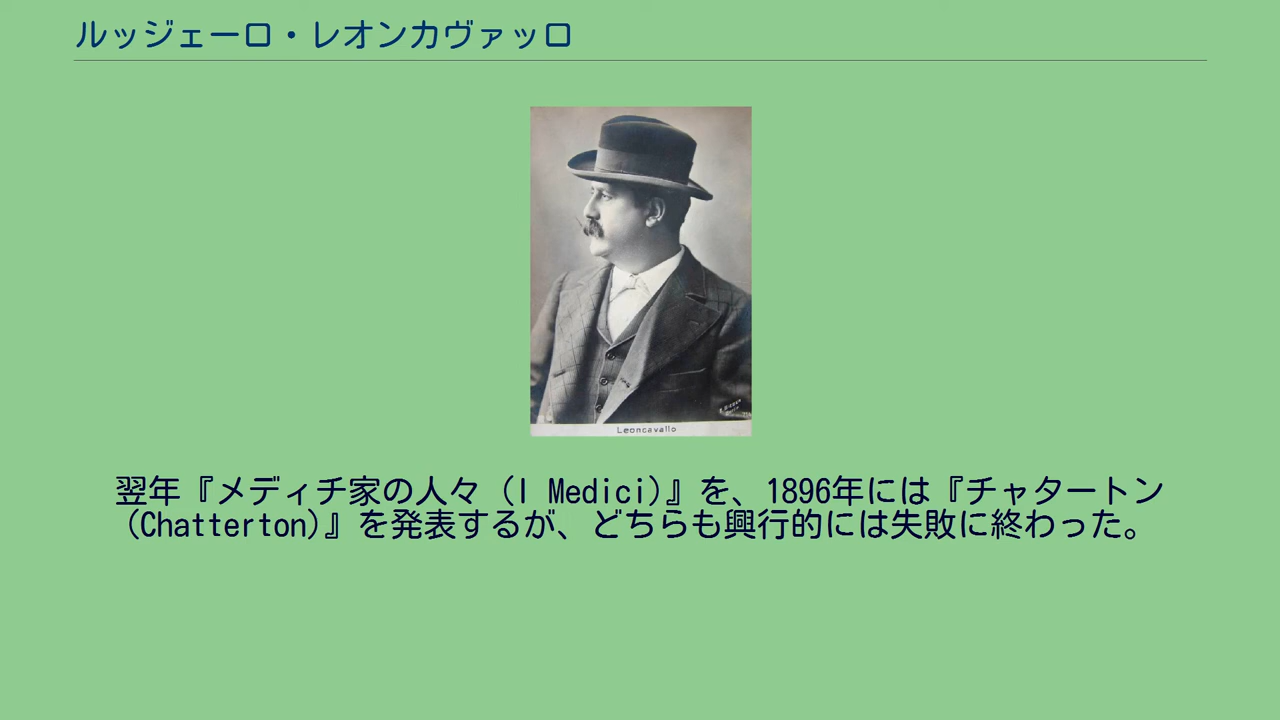 ルッジェーロ・レオンカヴァッロ
Leoncavallo
翌年『メディチ家の人々（I Medici）』を、1896年には『チャタートン
（Chatterton）』を発表するが、どちらも興行的には失敗に終わった。